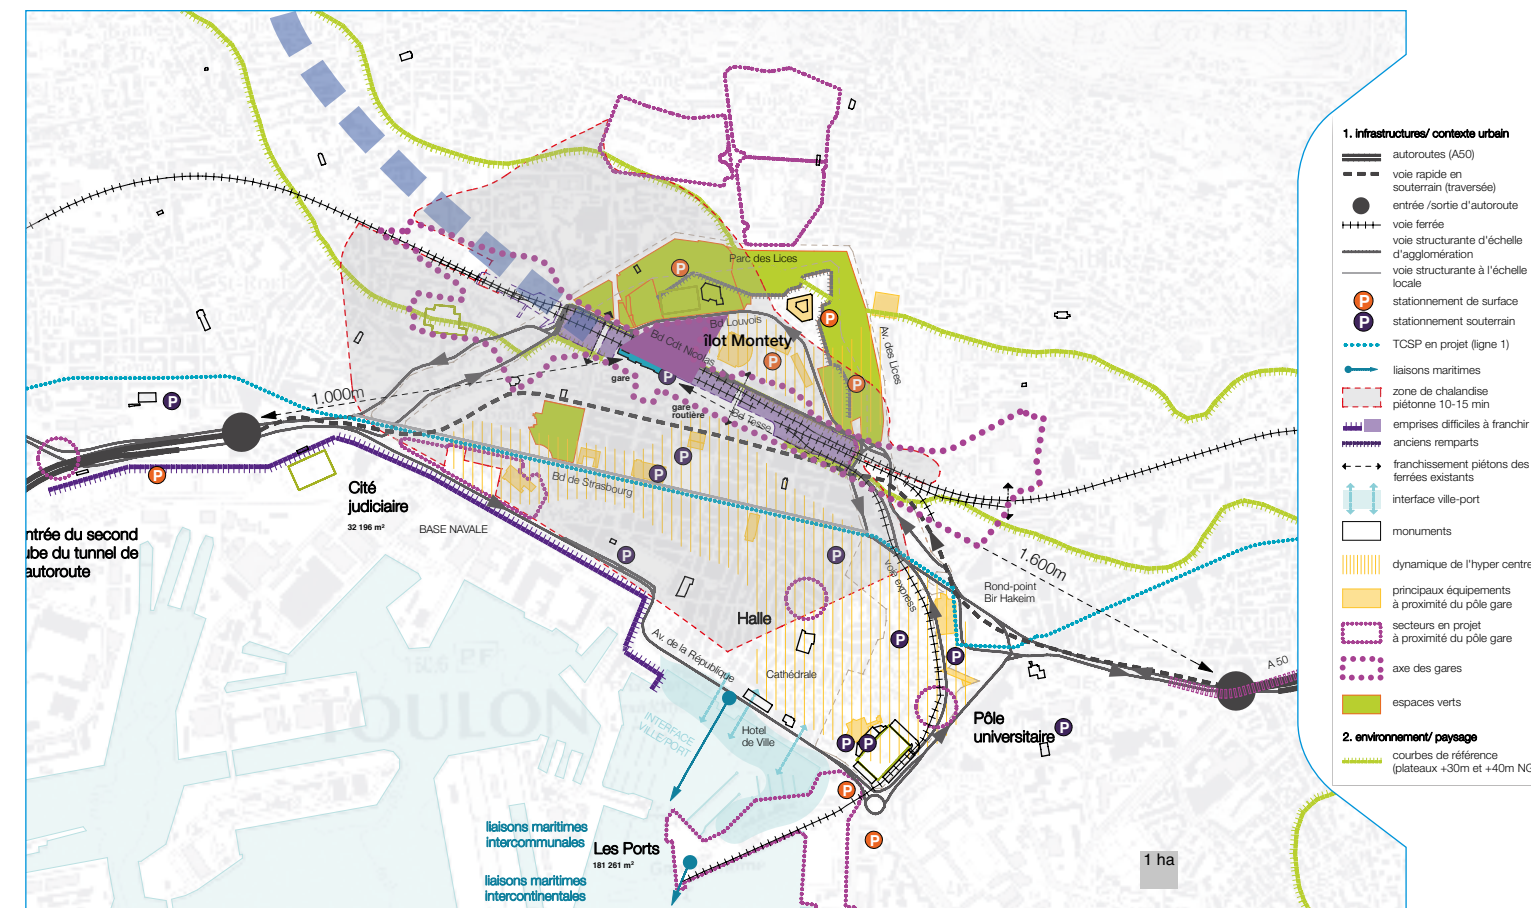 Parc des Lices
Bd Louvois
îlot Montety
Bd Cdt Nicolas
Av. des Lices
gare
P
gare
routière
Bd Tesse
1.000m
Bd de Strasbourg
Cité
judiciaire
32 196 m²
BASE NAVALE
ntrée du second
ube du tunnel de
autoroute
voie express
1.600m
Rond-point
Bir Hakeim
Halle
Av. de la République
Cathédrale
A 50
INTERFACE
VILLE/PORT
Hotel
de Ville
Pôle
universitaire
liaisons maritimes
intercommunales
Les Ports
181 261 m²
liaisons maritimes
intercontinentales
1 ha
1. infrastructures/ contexte urbain
autoroutes (A50)
voie rapide en
souterrain (traversée)
entrée /sortie d'autoroute
voie ferrée
voie structurante d'échelle
d'agglomération
voie structurante à l'échelle
locale
P stationnement de surface
P stationnement souterrain
TCSP en projet (ligne 1)
liaisons maritimes
zone de chalandise
piétonne 10-15 min
emprises difficiles à franchir
anciens remparts
franchissement piétons des
ferrées existants
interface ville-port
monuments
dynamique de l'hyper centre
principaux équipements
à proximité du pôle gare
secteurs en projet
à proximité du pôle gare
axe des gares
espaces verts
2. environnement/ paysage
courbes de référence
(plateaux +30m et +40m NG